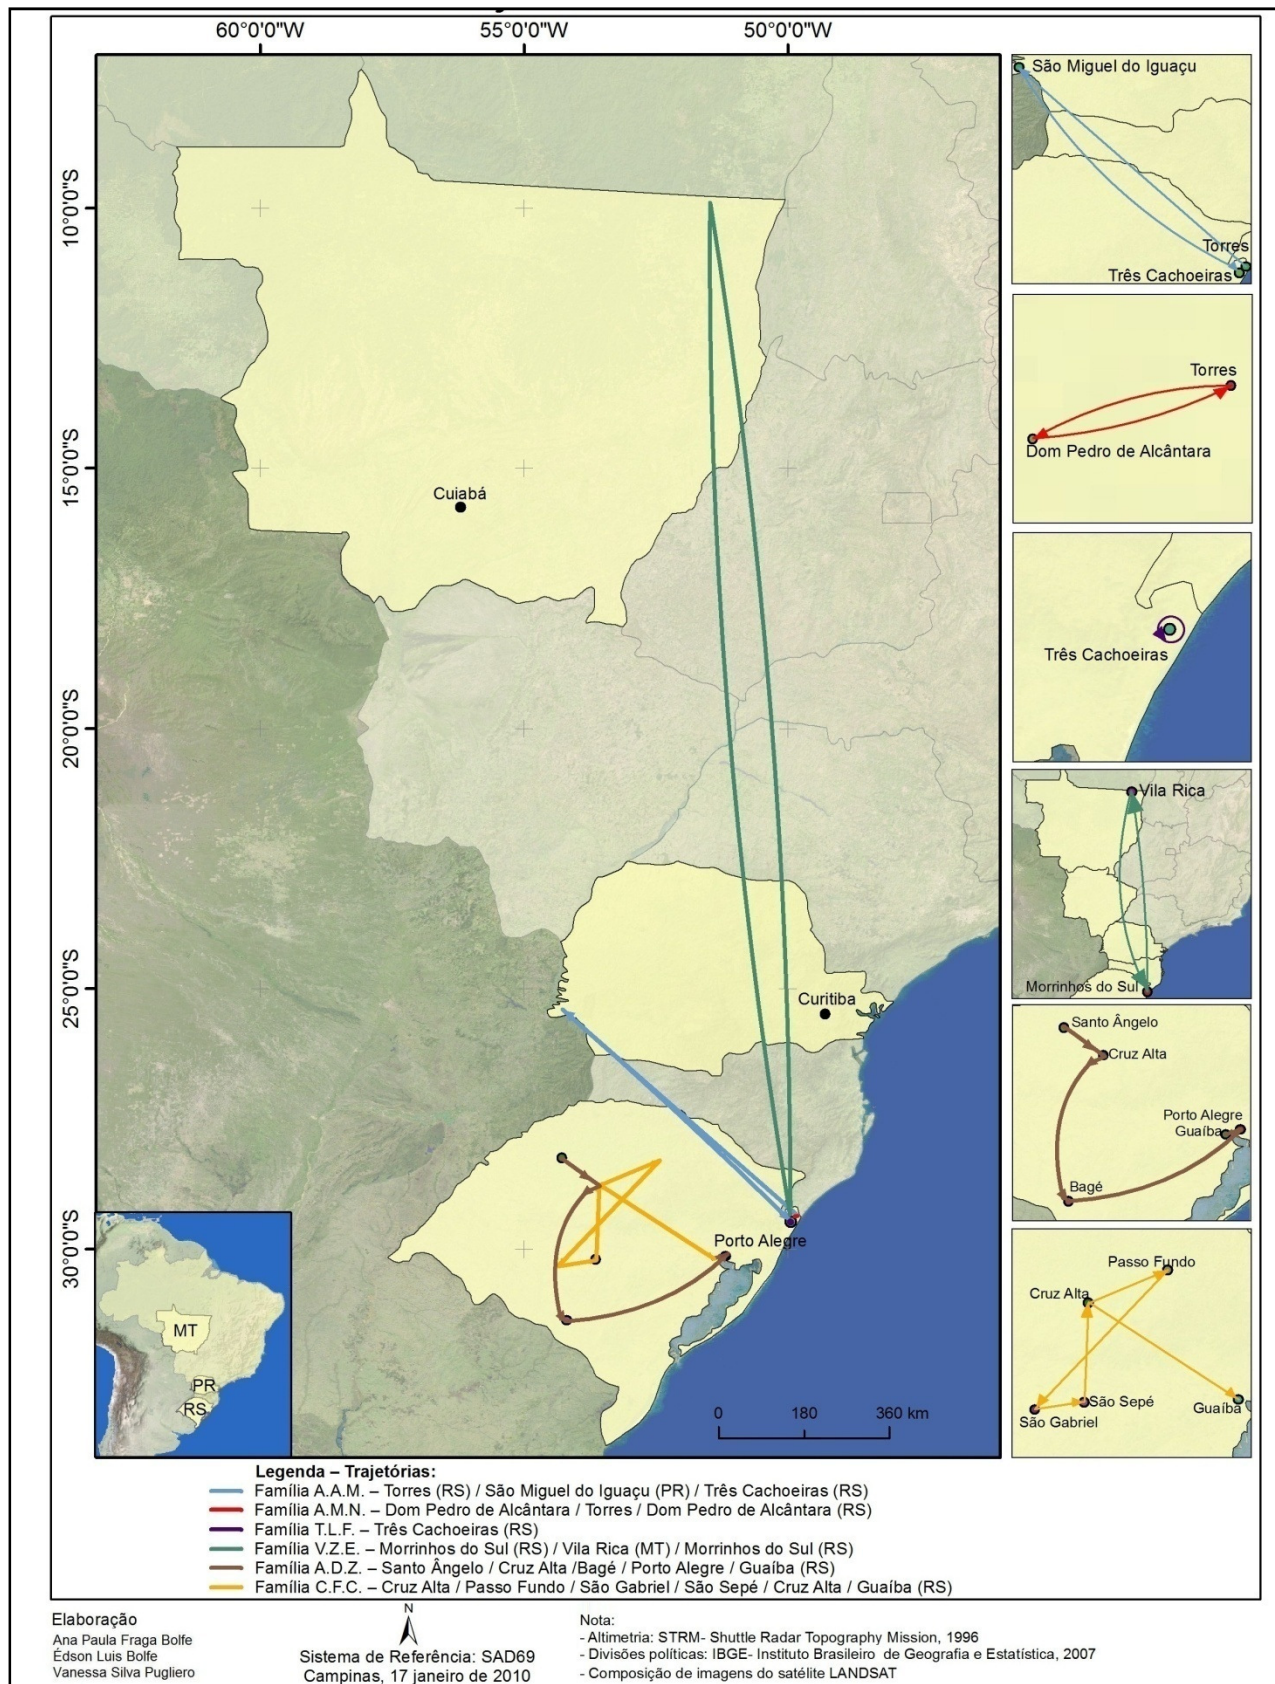 60°0'0"W
55°0'0"W
50°0'0"W
10°0'0"S
15°0'0"S
20°0'0"S
25°0'0"S
30°0'0"S
Cuiabá
Curitiba
Porto Alegre
0 180 360 km
MT
PR
RS
São Miguel do Iguaçu
Torres
Três Cachoeiras
Torres
Dom Pedro de Alcântara
Três Cachoeiras
Vila Rica
Morrinhos do Sul
Santo Ângelo
Cruz Alta
Porto Alegre
Guaíba
Bagé
Passo Fundo
Cruz Alta
São Sepé
São Gabriel
Guaíba
Legenda – Trajetórias:
Família A.A.M. – Torres (RS) / São Miguel do Iguaçu (PR) / Três Cachoeiras (RS)
Família A.M.N. – Dom Pedro de Alcântara / Torres / Dom Pedro de Alcântara (RS)
Família T.L.F. – Três Cachoeiras (RS)
Família V.Z.E. – Morrinhos do Sul (RS) / Vila Rica (MT) / Morrinhos do Sul (RS)
Família A.D.Z. – Santo Ângelo / Cruz Alta /Bagé / Porto Alegre / Guaíba (RS)
Família C.F.C. – Cruz Alta / Passo Fundo / São Gabriel / São Sepé / Cruz Alta / Guaíba (RS)
Elaboração
Ana Paula Fraga Bolfe
Édson Luis Bolfe
Vanessa Silva Pugliero
N
Sistema de Referência: SAD69
Campinas, 17 janeiro de 2010
Nota:
- Altimetria: STRM- Shuttle Radar Topography Mission, 1996
- Divisões políticas: IBGE- Instituto Brasileiro de Geografia e Estatística, 2007
- Composição de imagens do satélite LANDSAT